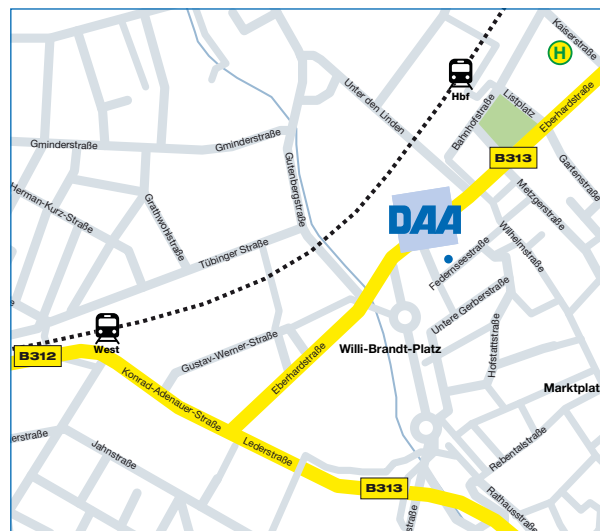 Kaiserstraße
H
Hbf
Unter den Linden
Bahnhofstraße
Listplatz
Eberhardstraße
B313
Gartenstraße
Metzgerstraße
Gminderstraße
Gminderstraße
Gutenbergstraße
Herman-Kurz-Straße
Grathwohlstraße
Tübinger Straße
DAA
Wilhelmstraße
Federnseestraße
Untere Gerberstraße
Hofstattstraße
West
B312
Gustav-Werner-Straße
Eberhardstraße
Willi-Brandt-Platz
Marktplat
Konrad-Adenauer-Straße
Lederstraße
erstraße
Jahnstraße
Rebentalstraße
B313
Rathausstraße
straße